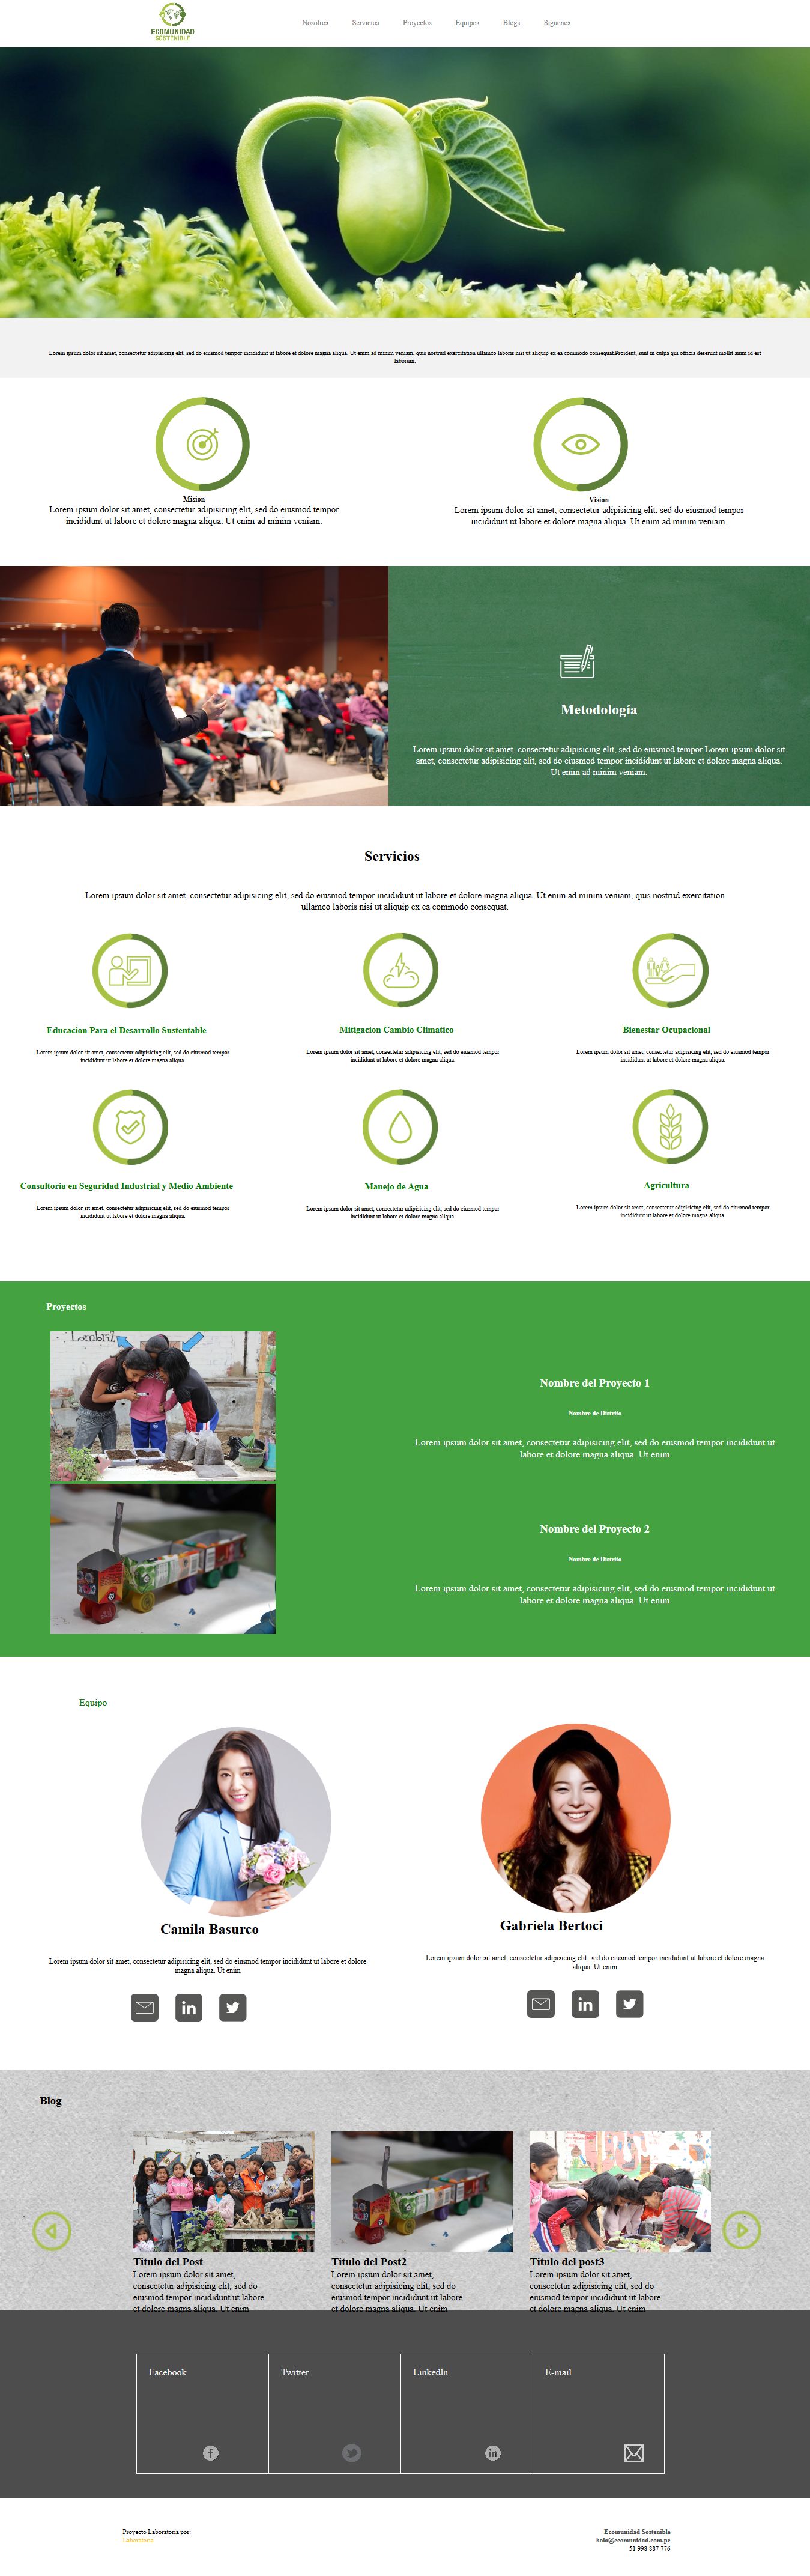 ECOMUNIDAD
SOSTENIBLE
Nosotros Servicios Proyectos Equipos Blogs Siguenos
Lorem ipsum dolor sit amet, consectetur adipisicing elit, sed do eiusmod tempor incididunt ut labore et dolore magna aliqua. Ut enim ad minim veniam, quis nostrud exercitation ullamco laboris nisi ut aliquip ex ea commodo consequat.Proident, sunt in culpa qui officia deserunt mollit anim id est
laborum.
Mision
Lorem ipsum dolor sit amet, consectetur adipisicing elit, sed do eiusmod tempor
incididunt ut labore et dolore magna aliqua. Ut enim ad minim veniam.
Vision
Lorem ipsum dolor sit amet, consectetur adipisicing elit, sed do eiusmod tempor
incididunt ut labore et dolore magna aliqua. Ut enim ad minim veniam.
Metodología
Lorem ipsum dolor sit amet, consectetur adipisicing elit, sed do eiusmod tempor Lorem ipsum dolor sit
amet, consectetur adipisicing elit, sed do eiusmod tempor incididunt ut labore et dolore magna aliqua.
Ut enim ad minim veniam.
Servicios
Lorem ipsum dolor sit amet, consectetur adipisicing elit, sed do eiusmod tempor incididunt ut labore et dolore magna aliqua. Ut enim ad minim veniam, quis nostrud exercitation
ullamco laboris nisi ut aliquip ex ea commodo consequat.
Educacion Para el Desarrollo Sustentable
Lorem ipsum dolor sit amet, consectetur adipisicing elit, sed do eiusmod tempor
incididunt ut labore et dolore magna aliqua.
Mitigacion Cambio Climatico
Lorem ipsum dolor sit amet, consectetur adipisicing elit, sed do eiusmod tempor
incididunt ut labore et dolore magna aliqua.
Bienestar Ocupacional
Lorem ipsum dolor sit amet, consectetur adipisicing elit, sed do eiusmod tempor
incididunt ut labore et dolore magna aliqua.
Consultoria en Seguridad Industrial y Medio Ambiente
Lorem ipsum dolor sit amet, consectetur adipisicing elit, sed do eiusmod tempor
incididunt ut labore et dolore magna aliqua.
Manejo de Agua
Lorem ipsum dolor sit amet, consectetur adipisicing elit, sed do eiusmod tempor
incididunt ut labore et dolore magna aliqua.
Agricultura
Lorem ipsum dolor sit amet, consectetur adipisicing elit, sed do eiusmod tempor
incididunt ut labore et dolore magna aliqua.
Proyectos
Nombre del Proyecto 1
Nombre de Distrito
Lorem ipsum dolor sit amet, consectetur adipisicing elit, sed do eiusmod tempor incididunt ut
labore et dolore magna aliqua. Ut enim
Nombre del Proyecto 2
Nombre de Distrito
Lorem ipsum dolor sit amet, consectetur adipisicing elit, sed do eiusmod tempor incididunt ut
labore et dolore magna aliqua. Ut enim
Equipo
Camila Basurco
Lorem ipsum dolor sit amet, consectetur adipisicing elit, sed do eiusmod tempor incididunt ut labore et dolore
magna aliqua. Ut enim
in
Gabriela Bertoci
Lorem ipsum dolor sit amet, consectetur adipisicing elit, sed do eiusmod tempor incididunt ut labore et dolore magna
aliqua. Ut enim
in
Blog
Titulo del Post
Lorem ipsum dolor sit amet,
consectetur adipisicing elit, sed do
eiusmod tempor incididunt ut labore
et dolore magna aliqua. Ut enim
Titulo del Post2
Lorem ipsum dolor sit amet,
consectetur adipisicing elit, sed do
eiusmod tempor incididunt ut labore
et dolore magna aliqua. Ut enim
Titulo del post3
Lorem ipsum dolor sit amet,
consectetur adipisicing elit, sed do
eiusmod tempor incididunt ut labore
et dolore magna aliqua. Ut enim
Facebook
Twitter
LinkedIn
E-mail
f
in
Proyecto Laboratoria por:
Laboratoria
Ecomunidad Sostenible
hola@ecomunidad.com.pe
51 998 887 776